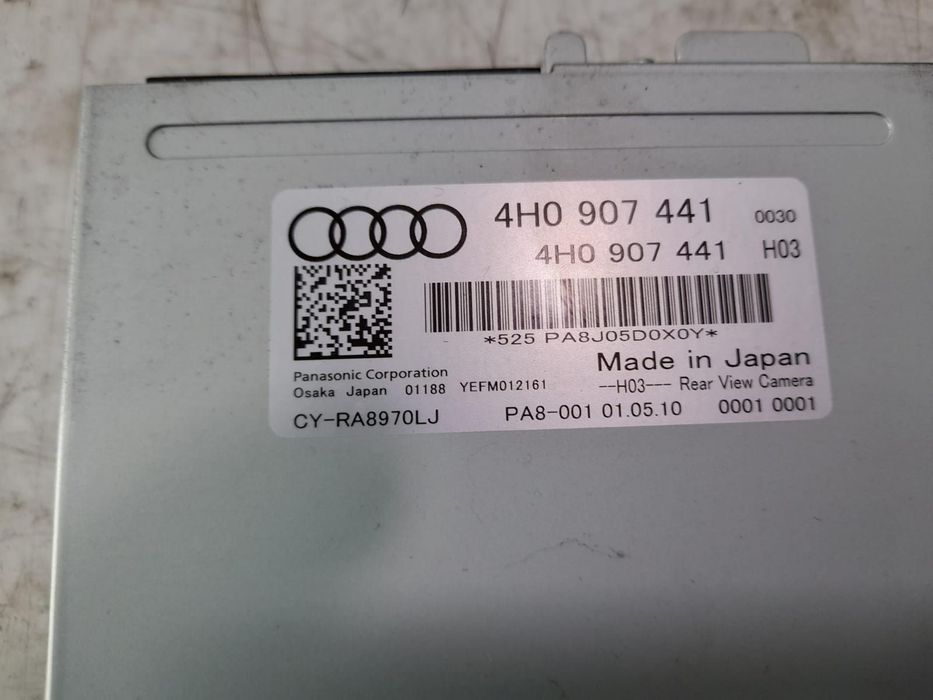 4H0 907 441 0030
4H0 907 441 H03
*525 PA8J05D0X0Y*
Made in Japan
Panasonic Corporation
Osaka Japan 01188 YEFM012161 --H03--- Rear View Camera
CY-RA8970LJ PA8-001 01.05.10 0001 0001